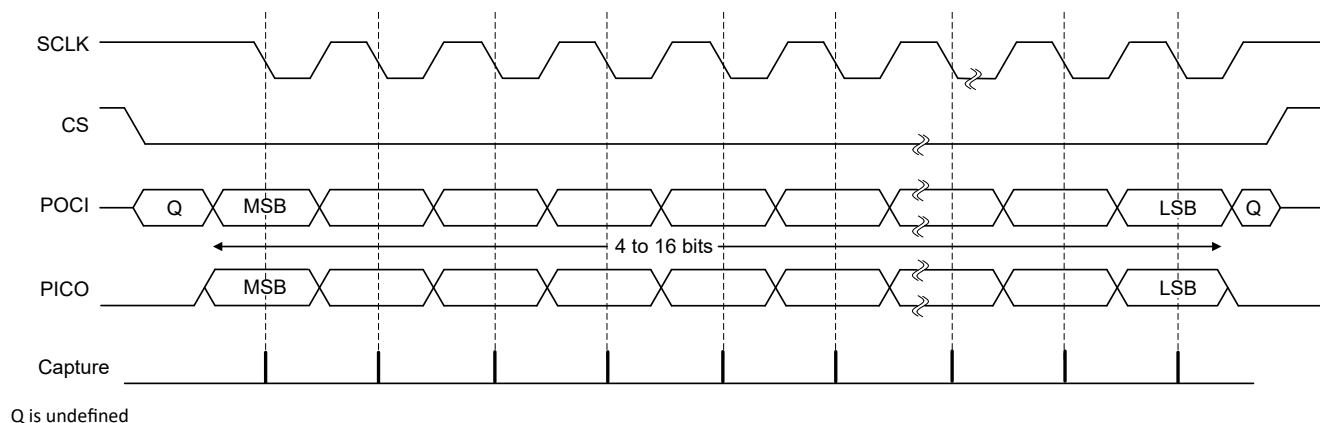 SCLK
CS
POCI
Q
MSB
LSB
Q
4 to 16 bits
PICO
MSB
LSB
Capture
Q is undefined